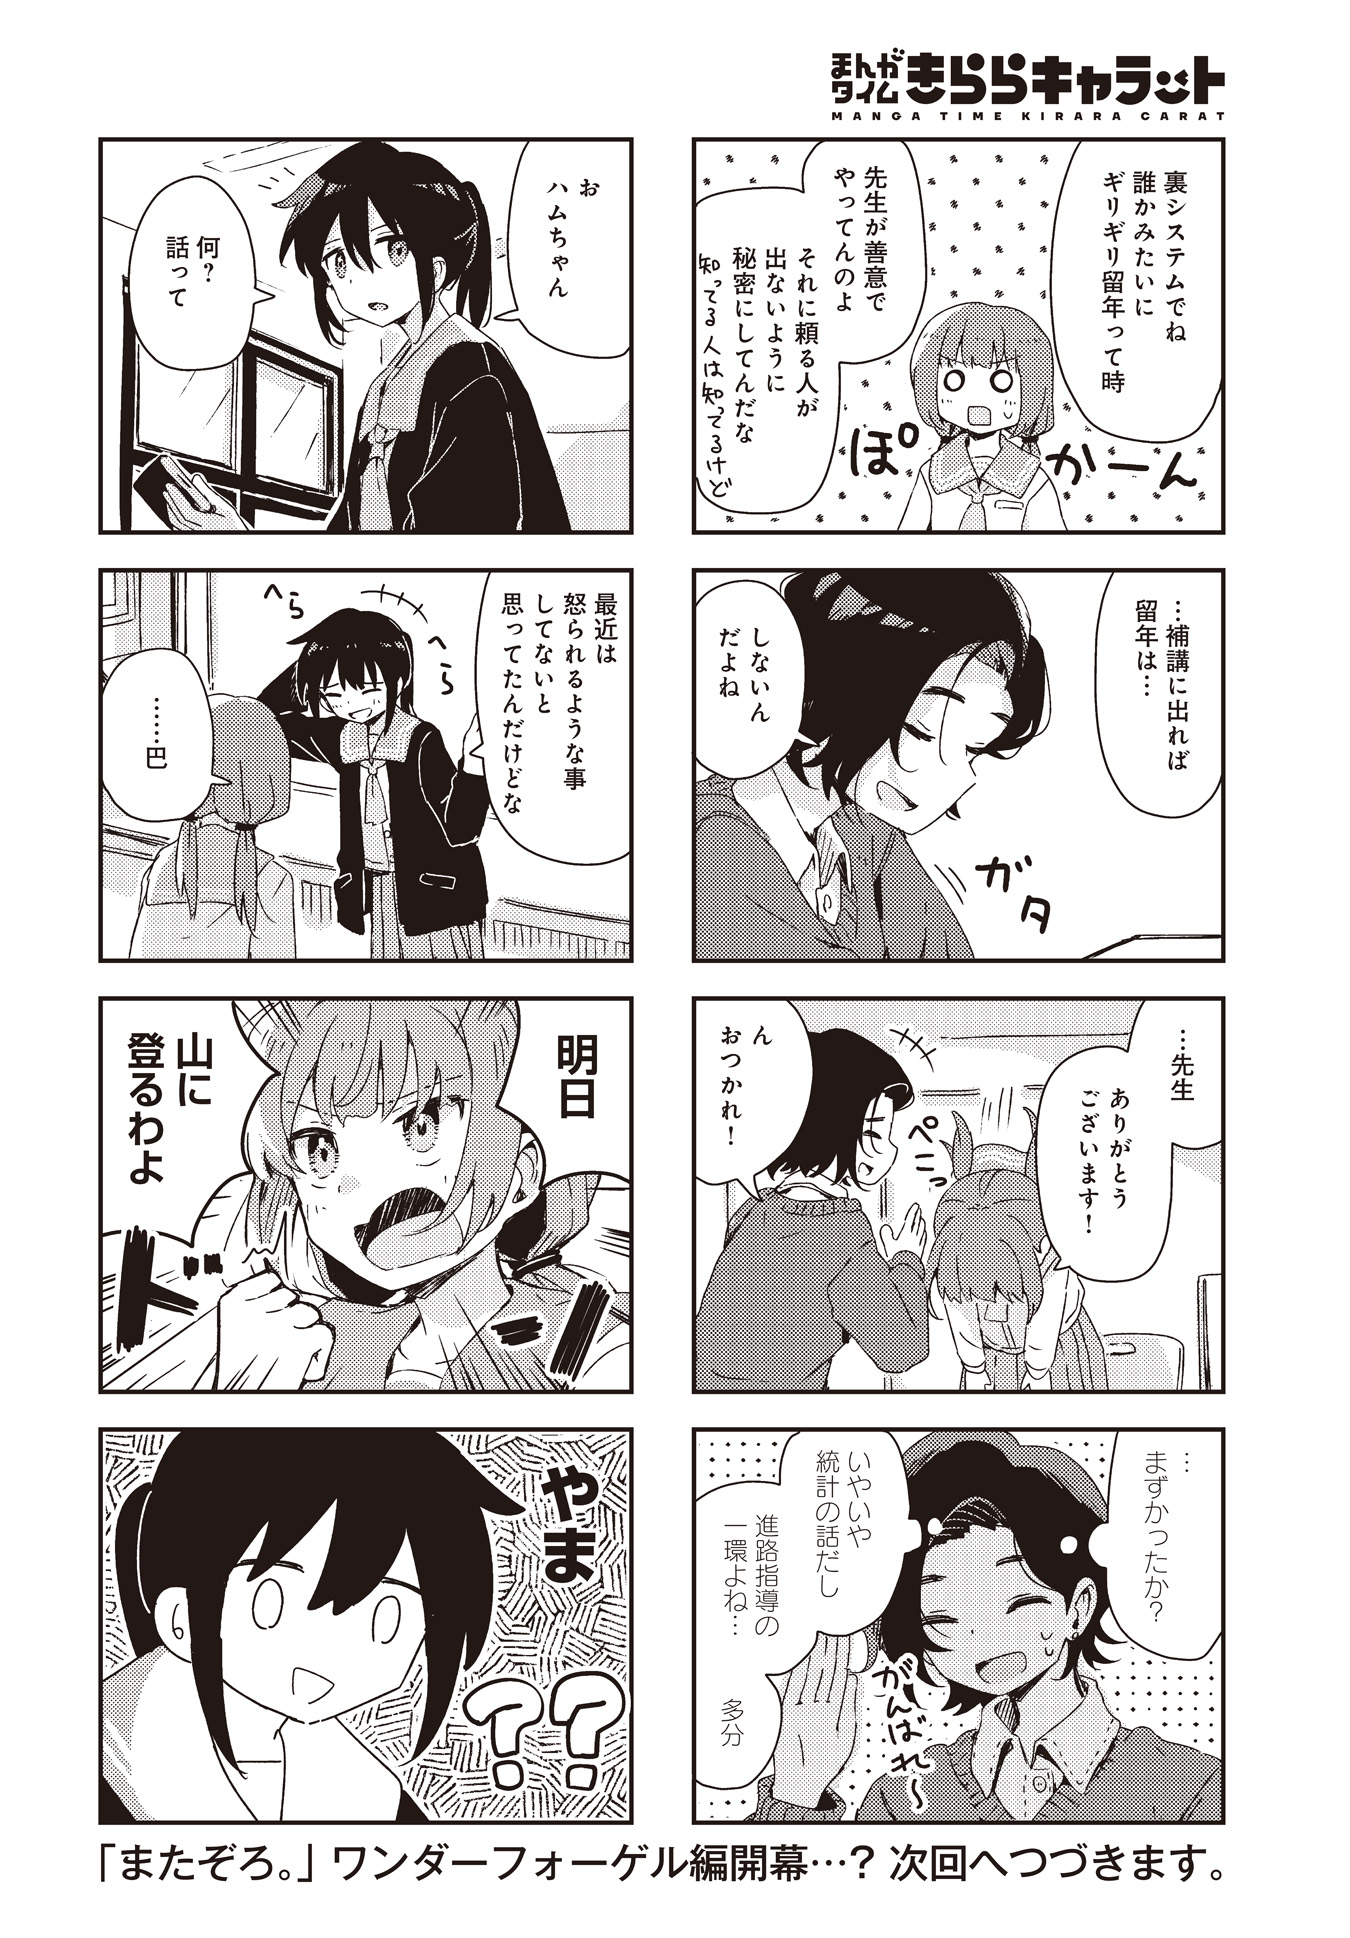 まんが
タイム
きららキャラット
MANGA TIME KIRARA CARAT
裏システムでね
誰かみたいに
ギリギリ留年って時
先生が善意で
やってんのよ
それに頼る人が
出ないように
秘密にしてんだな
知ってる人は知ってるけど
ぽかーん
…補講に出れば
留年は…
しないん
だよね
ガタ
…先生
ありがとう
ございます!
ペコッ
ん
おつかれ!
…
まずかったか?
いやいや
統計の話だし
進路指導の
一環よね…
多分
がんばれ〜
お
ハムちゃん
何?
話って
最近は
怒られるような事
してないと
思ってたんだけどな
へら
へら
……巴
明日
山に
登るわよ
ドーン
やま
??
「またぞろ。」ワンダーフォーゲル編開幕…? 次回へつづきます。